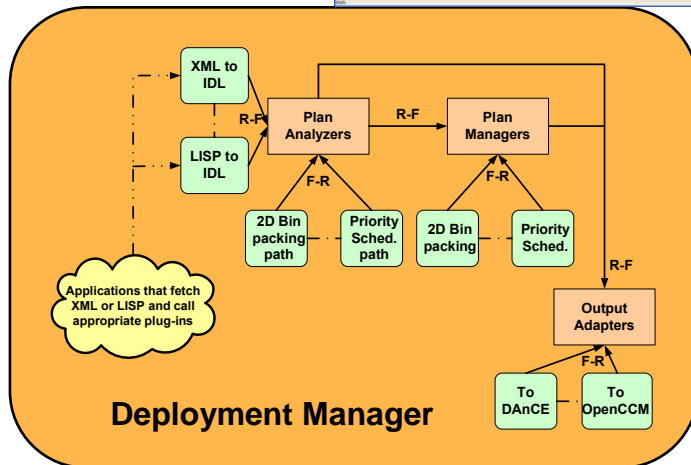 XML to
IDL
R-F
LISP to
IDL
Plan
Analyzers
R-F
Plan
Managers
F-R
F-R
2D Bin
packing
path
Priority
Sched.
path
2D Bin
packing
Priority
Sched.
R-F
Applications that fetch
XML or LISP and call
appropriate plug-ins
Output
Adapters
F-R
To
DAnCE
To
OpenCCM
Deployment Manager